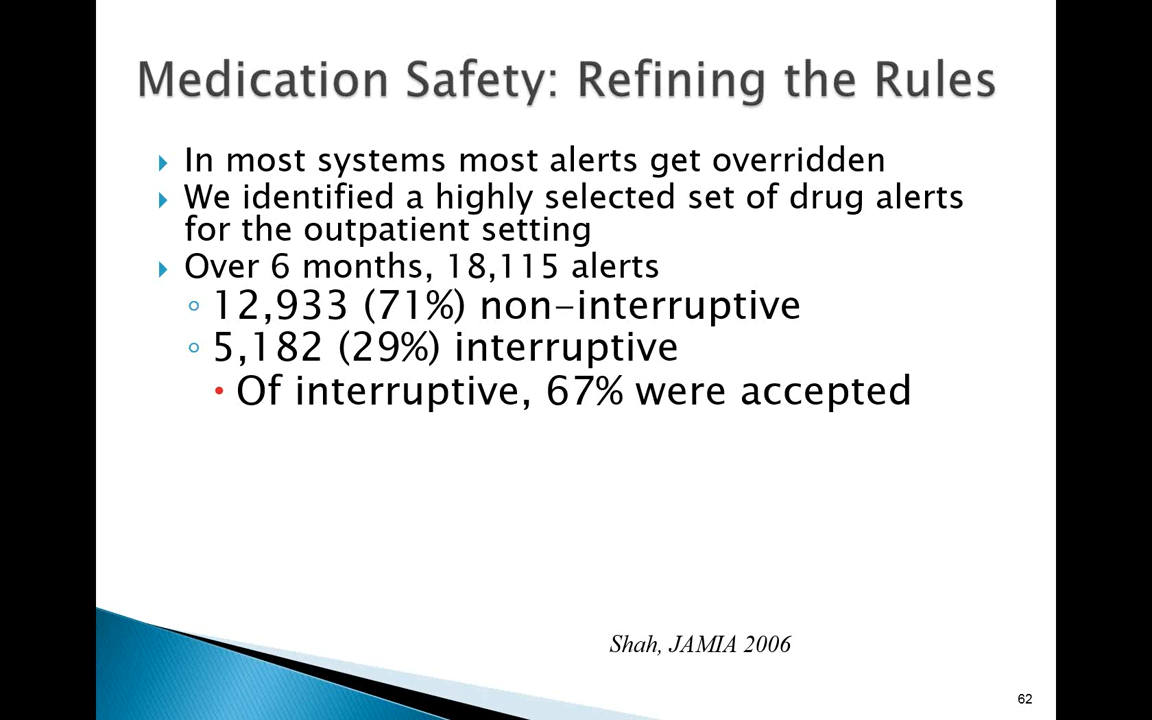 Medication Safety: Refining the Rules
In most systems most alerts get overridden
We identified a highly selected set of drug alerts
for the outpatient setting
Over 6 months, 18,115 alerts
12,933 (71%) non-interruptive
5,182 (29%) interruptive
Of interruptive, 67% were accepted
Shah, JAMIA 2006
62